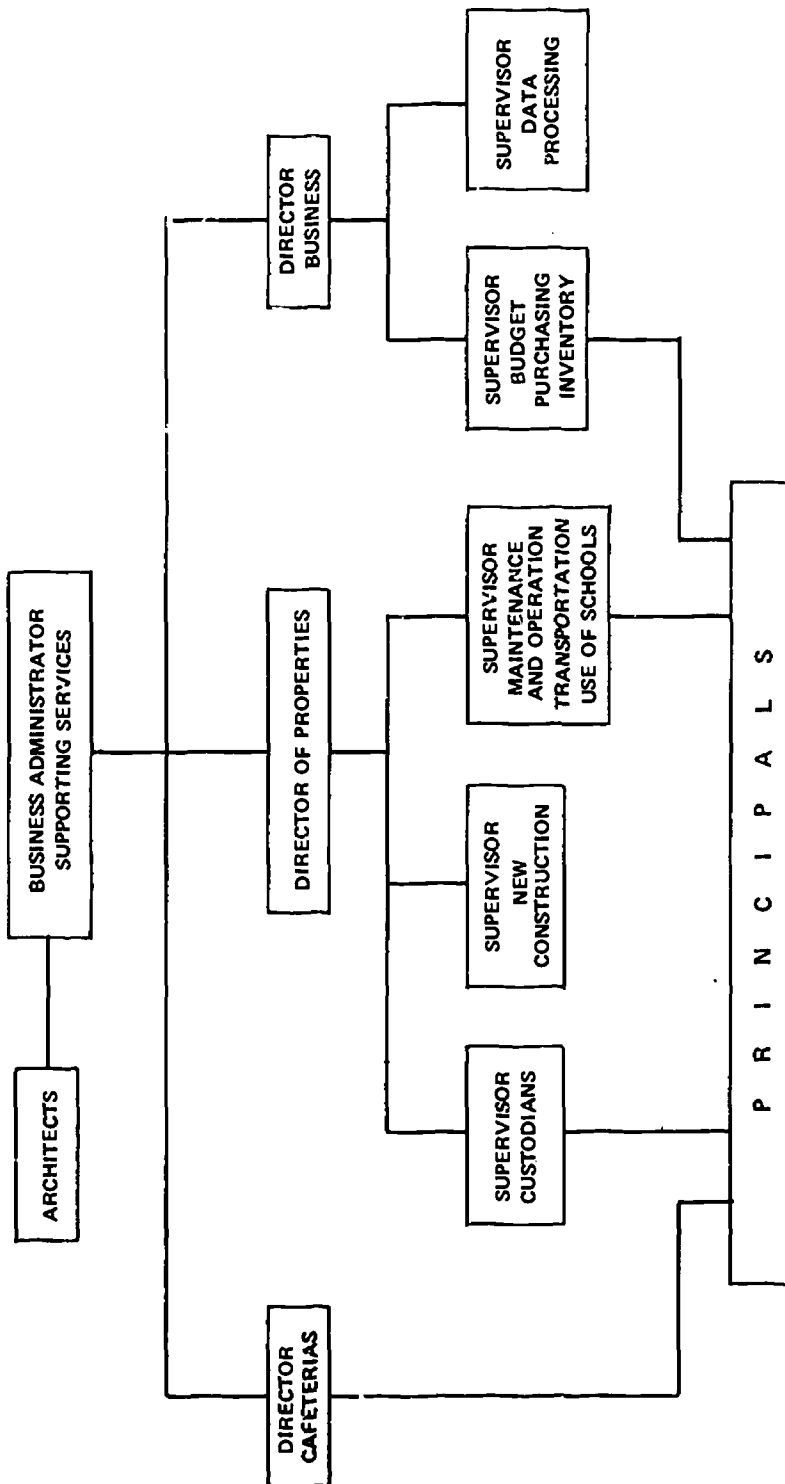 ARCHITECTS
BUSINESS ADMINISTRATOR
SUPPORTING SERVICES
DIRECTOR
CAFETERIAS
DIRECTOR OF PROPERTIES
DIRECTOR
BUSINESS
SUPERVISOR
CUSTODIANS
SUPERVISOR
NEW
CONSTRUCTION
SUPERVISOR
MAINTENANCE
AND OPERATION
TRANSPORTATION
USE OF SCHOOLS
SUPERVISOR
BUDGET
PURCHASING
INVENTORY
SUPERVISOR
DATA
PROCESSING
P R I N C I P A L S